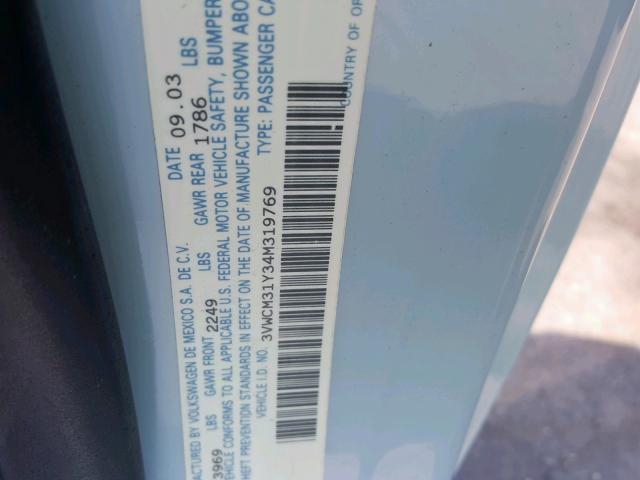 ACTURED BY VOLKSWAGEN DE MEXICO S.A. DE C.V. DATE 09.03
3969 LBS GAWR FRONT 2249 LBS GAWR REAR 1786 LBS
VEHICLE CONFORMS TO ALL APPLICABLE U.S. FEDERAL MOTOR VEHICLE SAFETY, BUMPER
HEFT PREVENTION STANDARDS IN EFFECT ON THE DATE OF MANUFACTURE SHOWN ABO
VEHICLE I.D. NO. 3VWCM31Y34M319769 TYPE: PASSENGER CA
COUNTRY OF OR